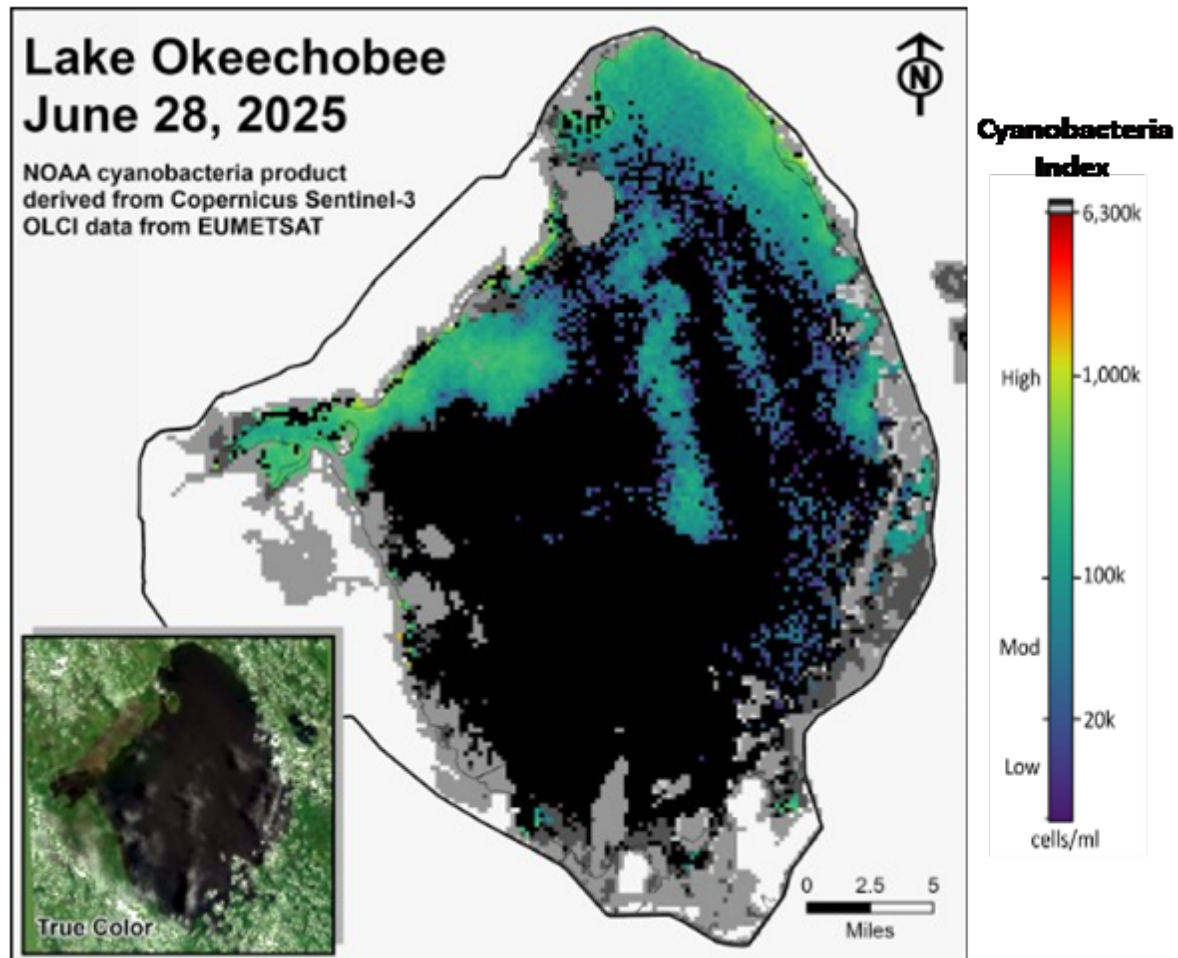 Lake Okeechobee
June 28, 2025
NOAA cyanobacteria product
derived from Copernicus Sentinel-3
OLCI data from EUMETSAT
N
Cyanobacteria
Index
6,300k
High
1,000k
100k
Mod
20k
Low
cells/ml
True Color
0 2.5 5
Miles